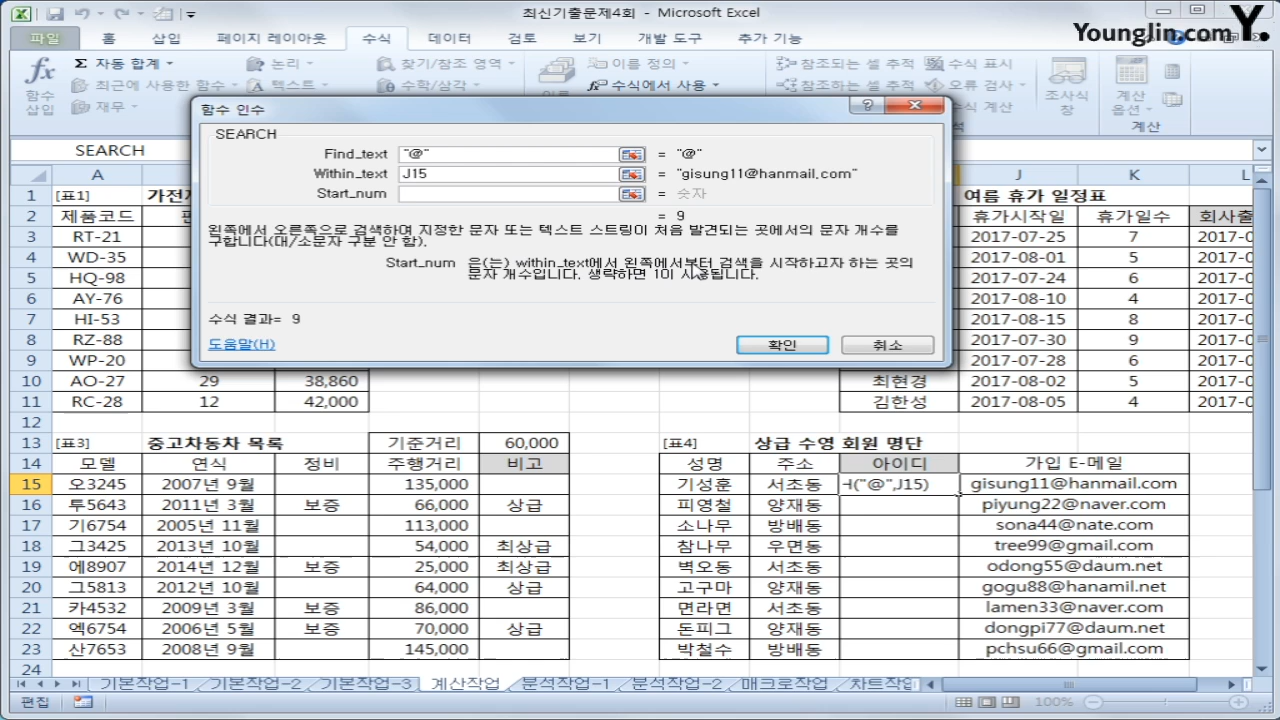 최신기출문제4회 - Microsoft Excel
Younglin.com Y.
파일 홈 삽입 페이지 레이아웃 수식 데이터 검토 보기 개발 도구 추가 기능
fx 함수 삽입
Σ 자동 합계 논리 찾기/참조 영역 이름 정의 참조되는 셀 추적 수식 표시
최근에 사용한 함수 텍스트 수학/삼각 수식에서 사용 참조하는 셀 추적 오류 검사
재무 조사식 창 계산 옵션
계산
함수 인수
SEARCH
SEARCH
Find_text "@" = "@"
Within_text J15 = "gisung11@hanmail.com"
Start_num = 숫자
= 9
왼쪽에서 오른쪽으로 검색하여 지정한 문자 또는 텍스트 스트링이 처음 발견되는 곳에서의 문자 개수를
구합니다(대/소문자 구분 안 함).
Start_num 은(는) within_text에서 왼쪽에서부터 검색을 시작하고자 하는 곳의
문자 개수입니다. 생략하면 1이 사용됩니다.
수식 결과= 9
도움말(H) 확인 취소
A J K L
1 [표1] 여름 휴가 일정표
2 제품코드 휴가시작일 휴가일수
3 RT-21 2017-07-25 7
4 WD-35 2017-08-01 5
5 HQ-98 2017-07-24 6
6 AY-76 2017-08-10 4
7 HI-53 2017-08-15 8
8 RZ-88 2017-07-30 9
9 WP-20 2017-07-28 6
10 AO-27 29 38,860 최현경 2017-08-02 5
11 RC-28 12 42,000 김한성 2017-08-05 4
12
13 [표3] 중고차동차 목록 기준거리 60,000 [표4] 상급 수영 회원 명단
14 모델 연식 정비 주행거리 비고 성명 주소 아이디 가입 E-메일
15 오3245 2007년 9월 135,000 기성훈 서초동 ("@",J15) gisung11@hanmail.com
16 투5643 2011년 3월 보증 66,000 상급 피영철 양재동 piyung22@naver.com
17 기6754 2005년 11월 113,000 소나무 방배동 sona44@nate.com
18 그3425 2013년 10월 54,000 최상급 참나무 우면동 tree99@gmail.com
19 에8907 2014년 12월 보증 25,000 최상급 벽오동 서초동 odong55@daum.net
20 그5813 2012년 10월 64,000 상급 고구마 양재동 gogu88@hanamil.net
21 카4532 2009년 3월 보증 86,000 면라면 서초동 lamen33@naver.com
22 엑6754 2006년 5월 보증 70,000 상급 돈피그 양재동 dongpi77@daum.net
23 산7653 2008년 9월 145,000 박철수 방배동 pchsu66@gmail.com
24
기본작업-1 기본작업-2 기본작업-3 계산작업 분석작업-1 분석작업-2 매크로작업 차트작업
편집 100%